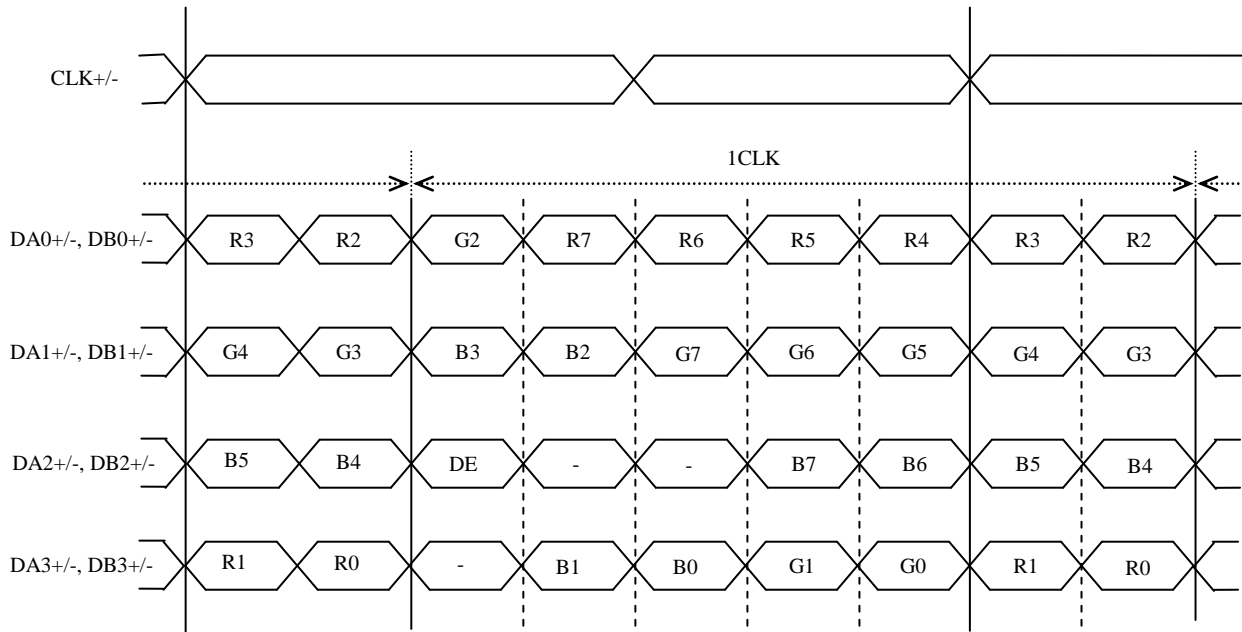 CLK+/-
1CLK
DA0+/-, DB0+/- R3 R2 G2 R7 R6 R5 R4 R3 R2
DA1+/-, DB1+/- G4 G3 B3 B2 G7 G6 G5 G4 G3
DA2+/-, DB2+/- B5 B4 DE - - B7 B6 B5 B4
DA3+/-, DB3+/- R1 R0 - B1 B0 G1 G0 R1 R0